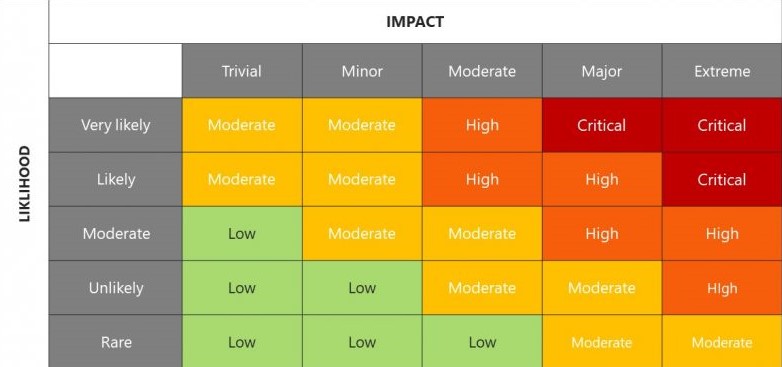 IMPACT
Trivial Minor Moderate Major Extreme
LIKLIHOOD
Very likely Moderate Moderate High Critical Critical
Likely Moderate Moderate High High Critical
Moderate Low Moderate Moderate High High
Unlikely Low Low Moderate Moderate HIgh
Rare Low Low Low Moderate Moderate